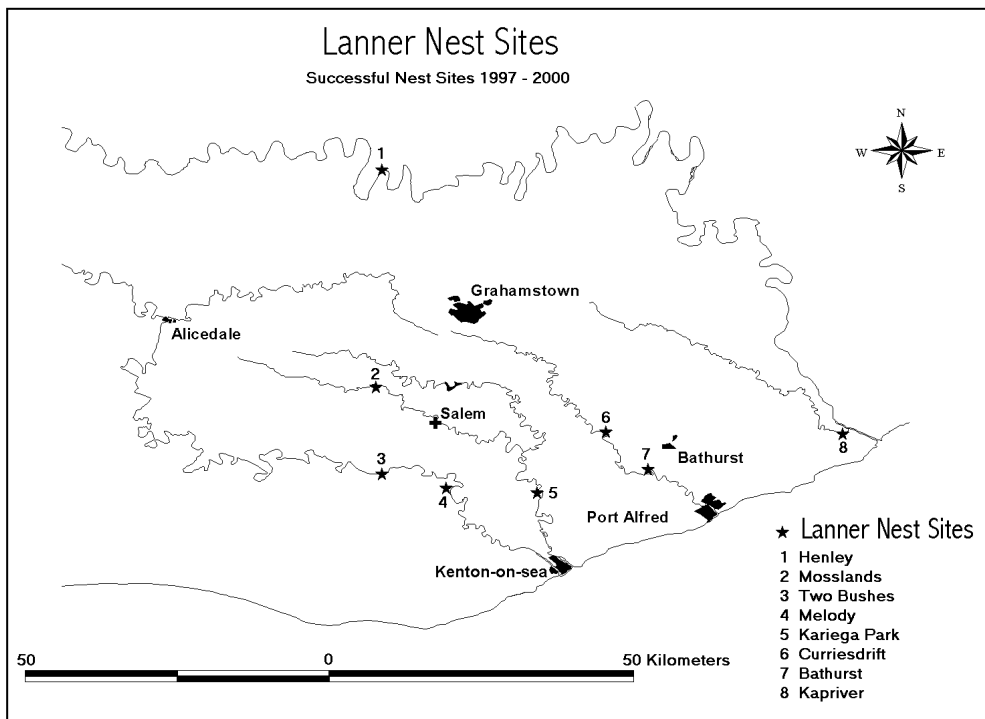 Lanner Nest Sites
Successful Nest Sites 1997 - 2000
N
W E
S
1
Grahamstown
Alicedale
2
Salem
6
3
7
Bathurst
8
4
5
Port Alfred
Kenton-on-sea
Lanner Nest Sites
1 Henley
2 Mosslands
3 Two Bushes
4 Melody
5 Kariega Park
6 Curriesdrift
7 Bathurst
8 Kapriver
50 0 50 Kilometers